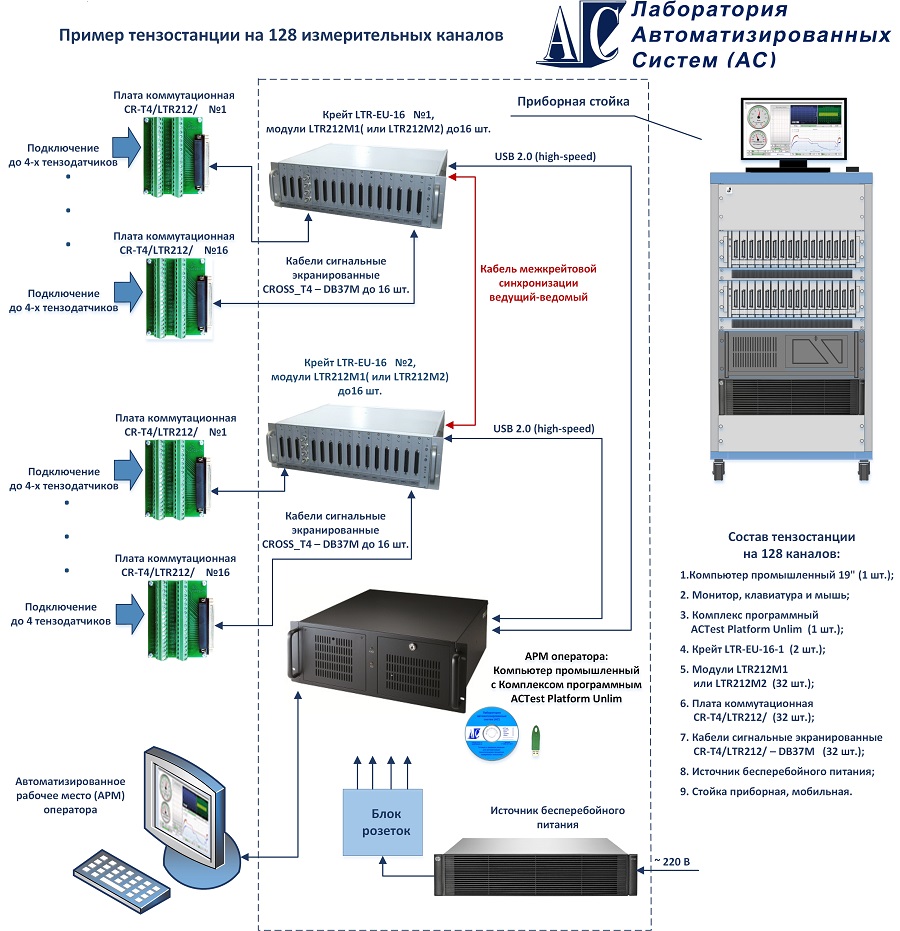 Пример тензостанции на 128 измерительных каналов
АС
Лаборатория
Автоматизированных
Систем (АС)
Плата коммутационная
CR-T4/LTR212/ №1
Подключение
до 4-х тензодатчиков
Крейт LTR-EU-16 №1,
модули LTR212M1( или LTR212M2) до16 шт.
USB 2.0 (high-speed)
Приборная стойка
Плата коммутационная
CR-T4/LTR212/ №16
Подключение
до 4-х тензодатчиков
Кабели сигнальные
экранированные
CROSS_T4 – DB37M до 16 шт.
Кабель межкрейтовой
синхронизации
ведущий-ведомый
Крейт LTR-EU-16 №2,
модули LTR212M1( или LTR212M2)
до16 шт.
USB 2.0 (high-speed)
Плата коммутационная
CR-T4/LTR212/ №1
Подключение
до 4-х тензодатчиков
Кабели сигнальные
экранированные
CROSS_T4 – DB37M до 16 шт.
Плата коммутационная
CR-T4/LTR212/ №16
Подключение
до 4 тензодатчиков
АРМ оператора:
Компьютер промышленный
с Комплексом программным
ACTest Platform Unlim
Автоматизированное
рабочее место (АРМ)
оператора
Блок
розеток
Источник бесперебойного
питания
~ 220 В
Состав тензостанции
на 128 каналов:
1.Компьютер промышленный 19" (1 шт.);
2. Монитор, клавиатура и мышь;
3. Комплекс программный
ACTest Platform Unlim (1 шт.);
4. Крейт LTR-EU-16-1 (2 шт.);
5. Модули LTR212M1
или LTR212M2 (32 шт.);
6. Плата коммутационная
CR-T4/LTR212/ (32 шт.);
7. Кабели сигнальные экранированные
CR-T4/LTR212/ – DB37M (32 шт.);
8. Источник бесперебойного питания;
9. Стойка приборная, мобильная.